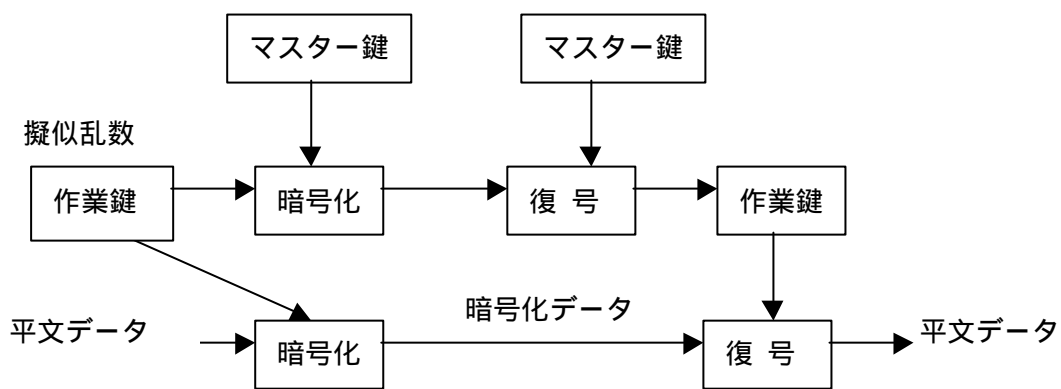 マスター鍵 マスター鍵
擬似乱数
作業鍵 暗号化 復 号 作業鍵
暗号化データ
平文データ 暗号化 復 号 平文データ